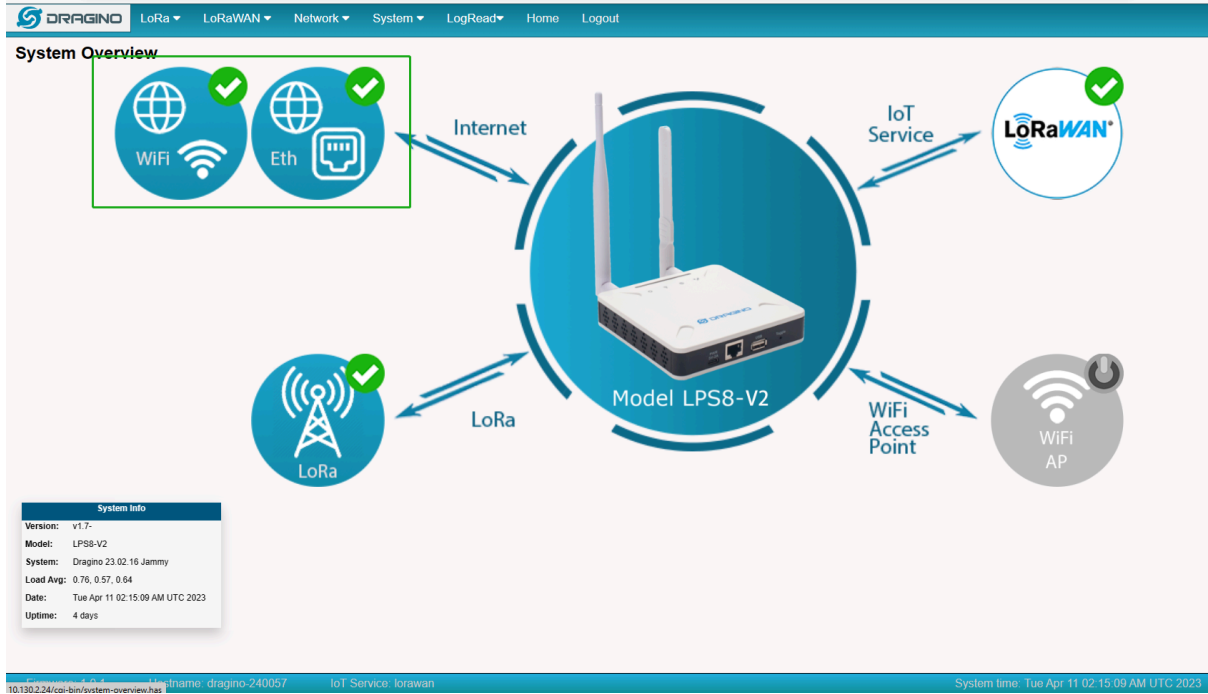 DRAGINO LoRa LoRaWAN Network System LogRead Home Logout
System Overview
WiFi
Eth
Internet
IoT
Service
LoRaWAN
DRAGINO
Model LPS8-V2
LoRa
LoRa
WiFi
Access
Point
WiFi
AP
System Info
Version: v1.7-
Model: LPS8-V2
System: Dragino 23.02.16 Jammy
Load Avg: 0.76, 0.57, 0.64
Date: Tue Apr 11 02:15:09 AM UTC 2023
Uptime: 4 days
Hostname: dragino-240057 IoT Service: lorawan System time: Tue Apr 11 02:15:09 AM UTC 2023
10.130.2.24/cgi-bin/system-overview.has